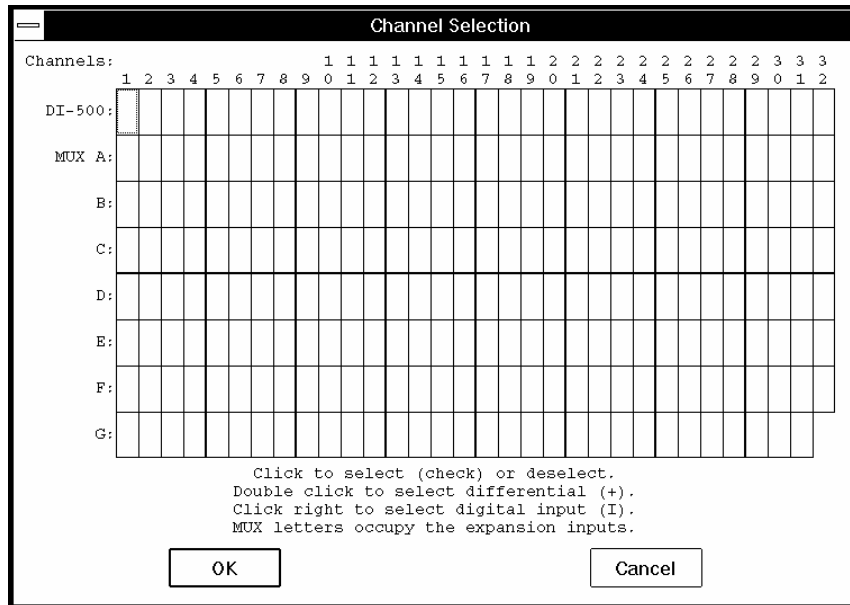 Channel Selection
Channels: 1 1 1 1 1 1 1 1 1 1 2 2 2 2 2 2 2 2 2 2 3 3 3
1 2 3 4 5 6 7 8 9 0 1 2 3 4 5 6 7 8 9 0 1 2 3 4 5 6 7 8 9 0 1 2
DI-500:
MUX A:
B:
C:
D:
E:
F:
G:
Click to select (check) or deselect.
Double click to select differential (+).
Click right to select digital input (I).
MUX letters occupy the expansion inputs.
OK Cancel